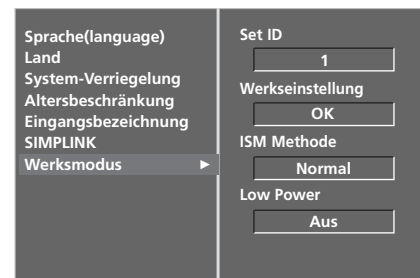 Sprache(language)
Land
System-Verriegelung
Altersbeschränkung
Eingangsbezeichnung
SIMPLINK
Werksmodus ►
Set ID
1
Werkseinstellung
OK
ISM Methode
Normal
Low Power
Aus